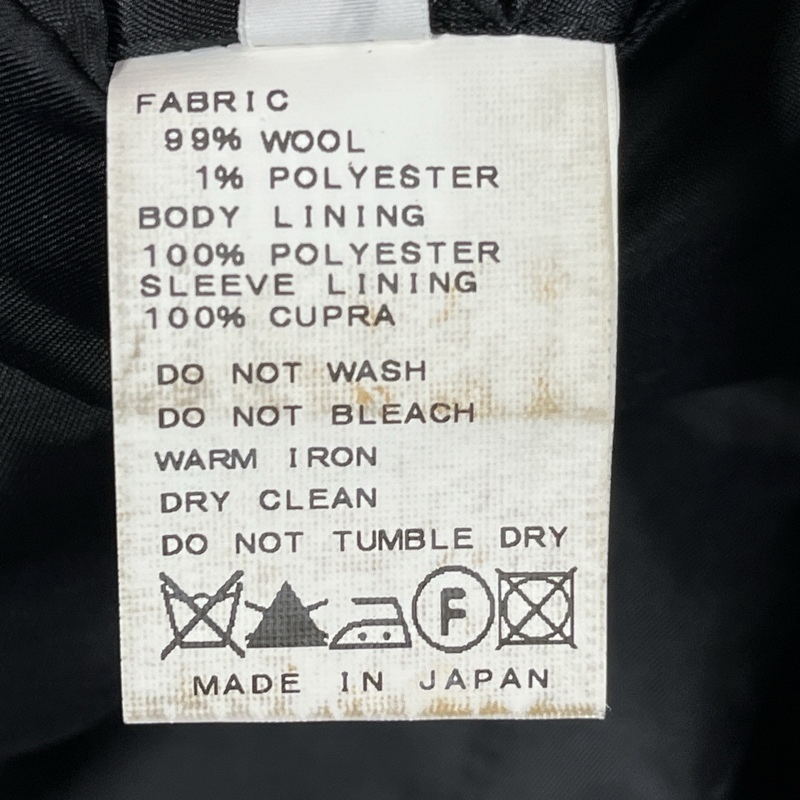 FABRIC
99% WOOL
1% POLYESTER
BODY LINING
100% POLYESTER
SLEEVE LINING
100% CUPRA
DO NOT WASH
DO NOT BLEACH
WARM IRON
DRY CLEAN
DO NOT TUMBLE DRY
F
MADE IN JAPAN